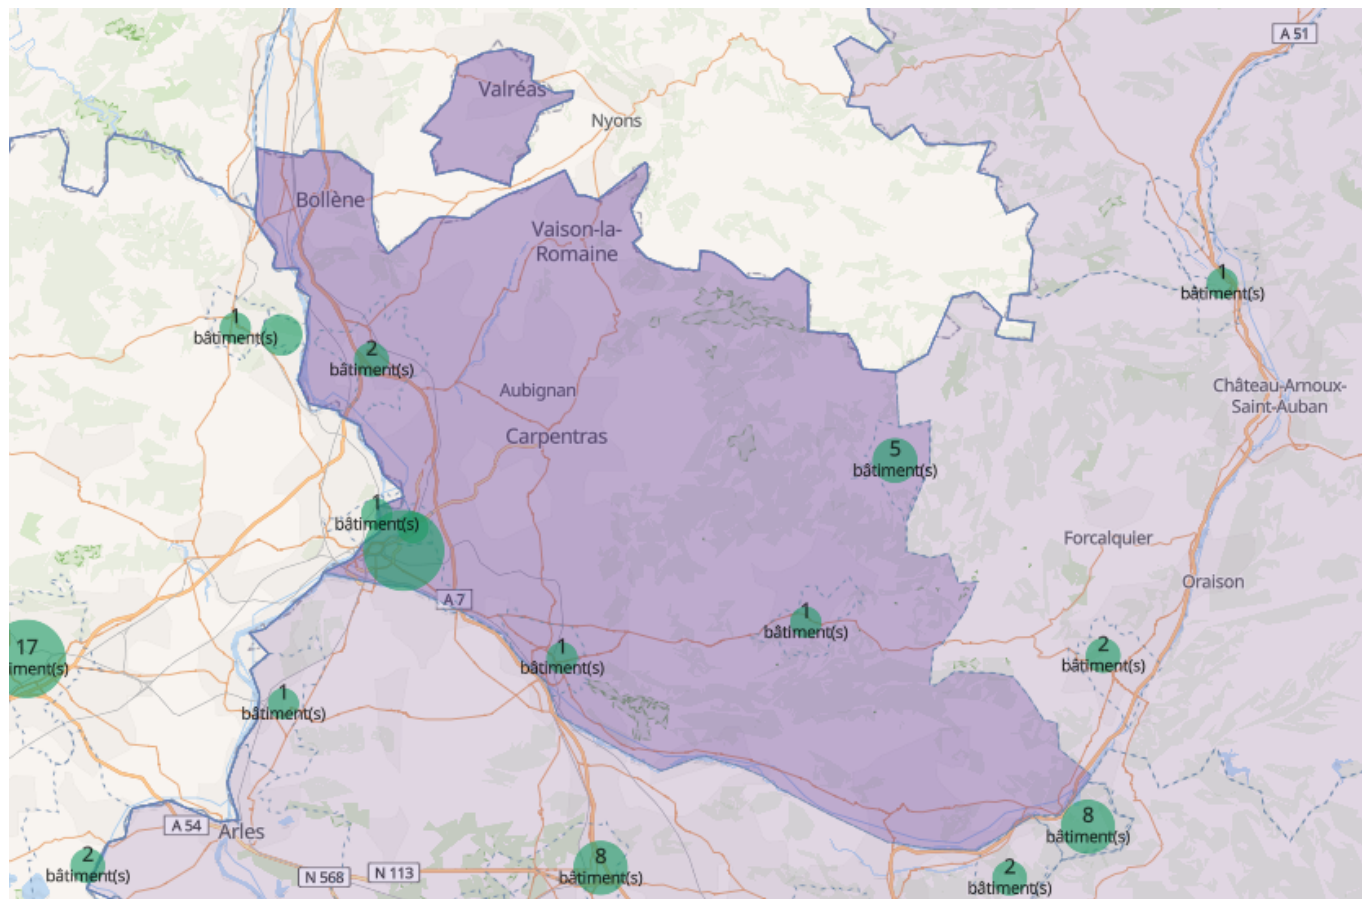 A 51
Valréas
Nyons
Bollène
Vaison-la-
Romaine
1
bâtiment(s)
1
bâtiment(s)
2
bâtiment(s)
Aubignan
Château-Arnoux-
Saint-Auban
Carpentras
5
bâtiment(s)
1
bâtiment(s)
Forcalquier
Oraison
A 7
1
bâtiment(s)
17
iment(s)
1
bâtiment(s)
2
bâtiment(s)
1
bâtiment(s)
8
bâtiment(s)
A 54
Arles
2
bâtiment(s)
N 568
N 113
8
bâtiment(s)
2
bâtiment(s)